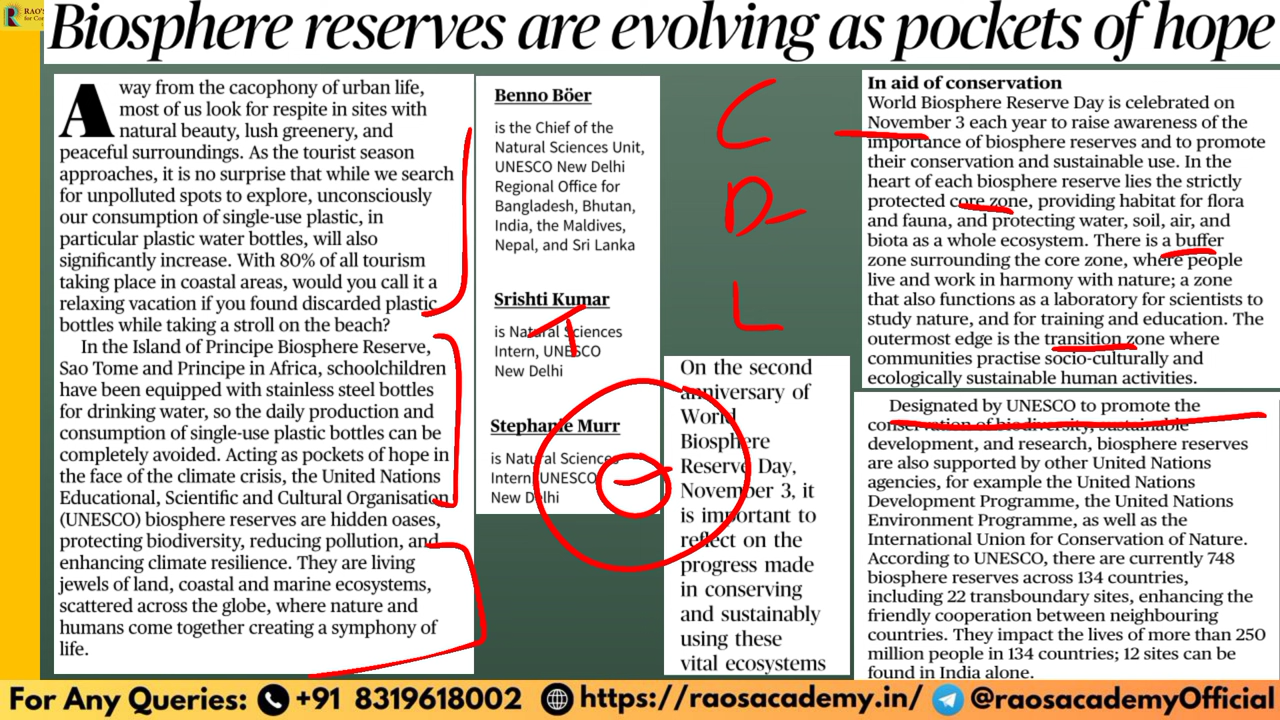 RAO'S
for Co
Biosphere reserves are evolving as pockets of hope
Away from the cacophony of urban life,
most of us look for respite in sites with
natural beauty, lush greenery, and
peaceful surroundings. As the tourist season
approaches, it is no surprise that while we search
for unpolluted spots to explore, unconsciously
our consumption of single-use plastic, in
particular plastic water bottles, will also
significantly increase. With 80% of all tourism
taking place in coastal areas, would you call it a
relaxing vacation if you found discarded plastic
bottles while taking a stroll on the beach?
In the Island of Principe Biosphere Reserve,
Sao Tome and Principe in Africa, schoolchildren
have been equipped with stainless steel bottles
for drinking water, so the daily production and
consumption of single-use plastic bottles can be
completely avoided. Acting as pockets of hope in
the face of the climate crisis, the United Nations
Educational, Scientific and Cultural Organisation
(UNESCO) biosphere reserves are hidden oases,
protecting biodiversity, reducing pollution, and
enhancing climate resilience. They are living
jewels of land, coastal and marine ecosystems,
scattered across the globe, where nature and
humans come together creating a symphony of
life.
Benno Böer
is the Chief of the
Natural Sciences Unit,
UNESCO New Delhi
Regional Office for
Bangladesh, Bhutan,
India, the Maldives,
Nepal, and Sri Lanka
Srishti Kumar
is Natural Sciences
Intern, UNESCO
New Delhi
Stephanie Murr
is Natural Sciences
Intern, UNESCO
New Delhi
C
B
L
T
On the second
anniversary of
World
Biosphere
Reserve Day,
November 3, it
is important to
reflect on the
progress made
in conserving
and sustainably
using these
vital ecosystems
In aid of conservation
World Biosphere Reserve Day is celebrated on
November 3 each year to raise awareness of the
importance of biosphere reserves and to promote
their conservation and sustainable use. In the
heart of each biosphere reserve lies the strictly
protected core zone, providing habitat for flora
and fauna, and protecting water, soil, air, and
biota as a whole ecosystem. There is a buffer
zone surrounding the core zone, where people
live and work in harmony with nature; a zone
that also functions as a laboratory for scientists to
study nature, and for training and education. The
outermost edge is the transition zone where
communities practise socio-culturally and
ecologically sustainable human activities.
Designated by UNESCO to promote the
conservation of biodiversity, sustainable
development, and research, biosphere reserves
are also supported by other United Nations
agencies, for example the United Nations
Development Programme, the United Nations
Environment Programme, as well as the
International Union for Conservation of Nature.
According to UNESCO, there are currently 748
biosphere reserves across 134 countries,
including 22 transboundary sites, enhancing the
friendly cooperation between neighbouring
countries. They impact the lives of more than 250
million people in 134 countries; 12 sites can be
found in India alone.
For Any Queries: +91 8319618002 https://raosacademy.in/ @raosacademyOfficial